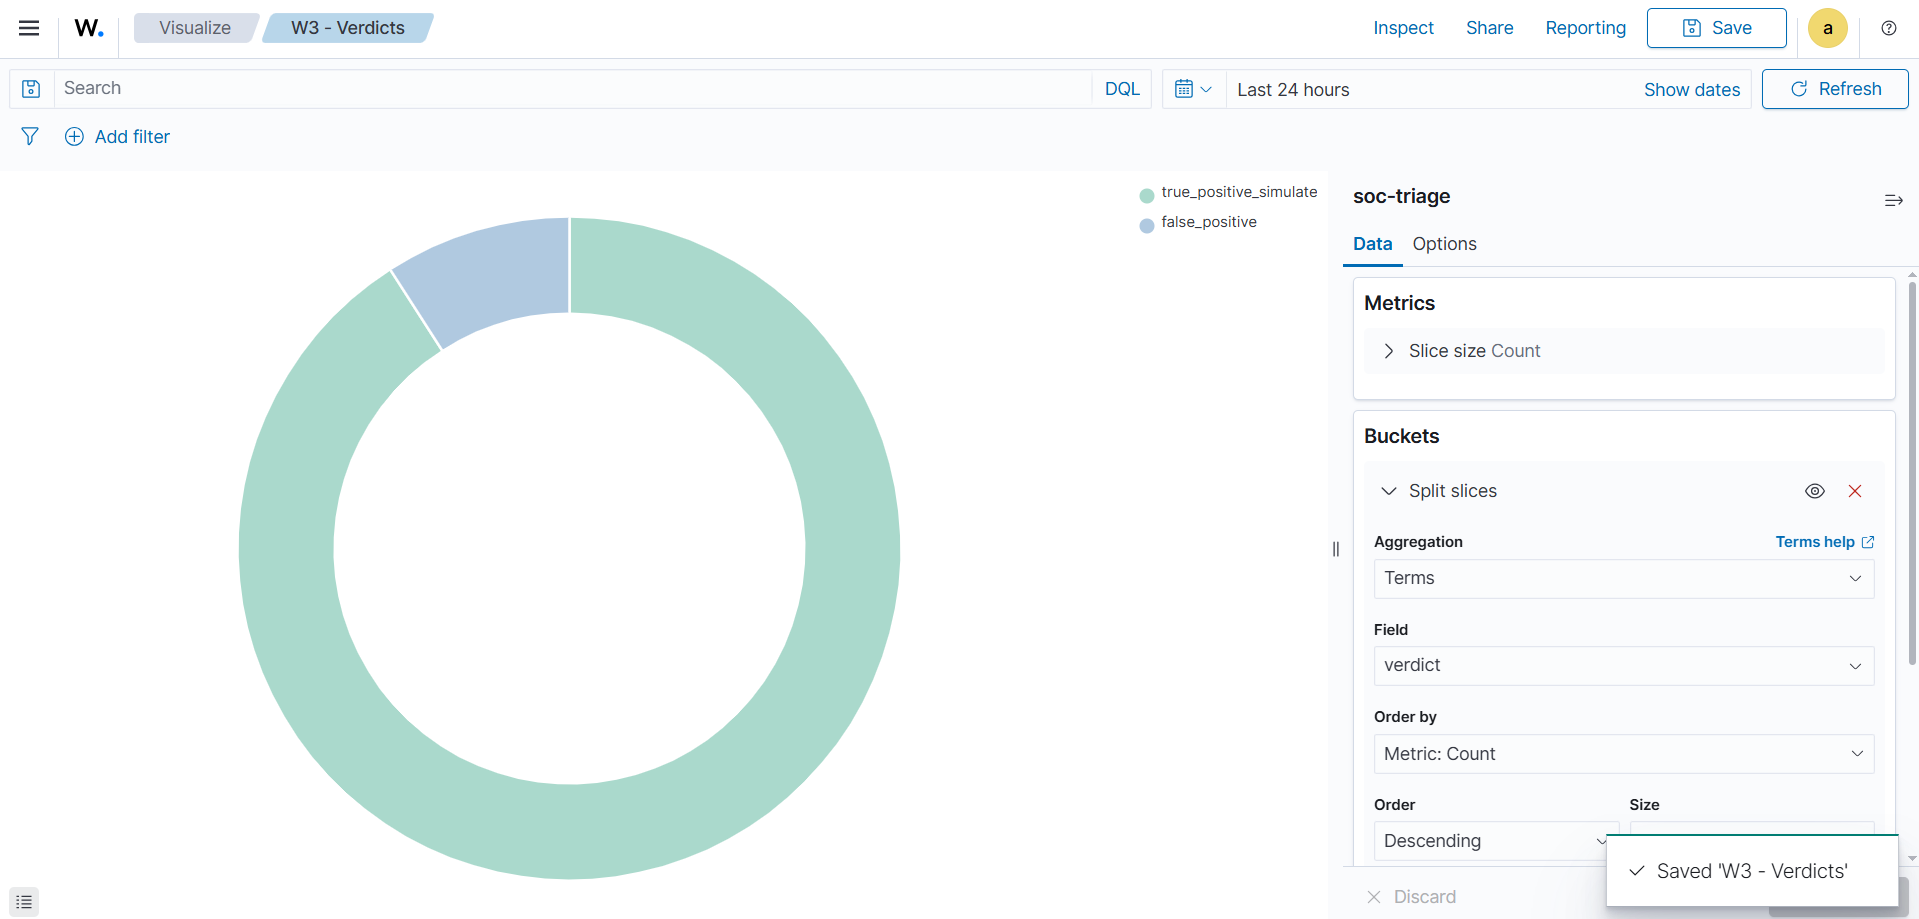 W. Visualize W3 - Verdicts Inspect Share Reporting Save a
Search DQL Last 24 hours Show dates Refresh
Add filter
true_positive_simulate
false_positive
soc-triage
Data Options
Metrics
Slice size Count
Buckets
Split slices
Aggregation Terms help
Terms
Field
verdict
Order by
Metric: Count
Order Size
Descending
Saved 'W3 - Verdicts'
Discard